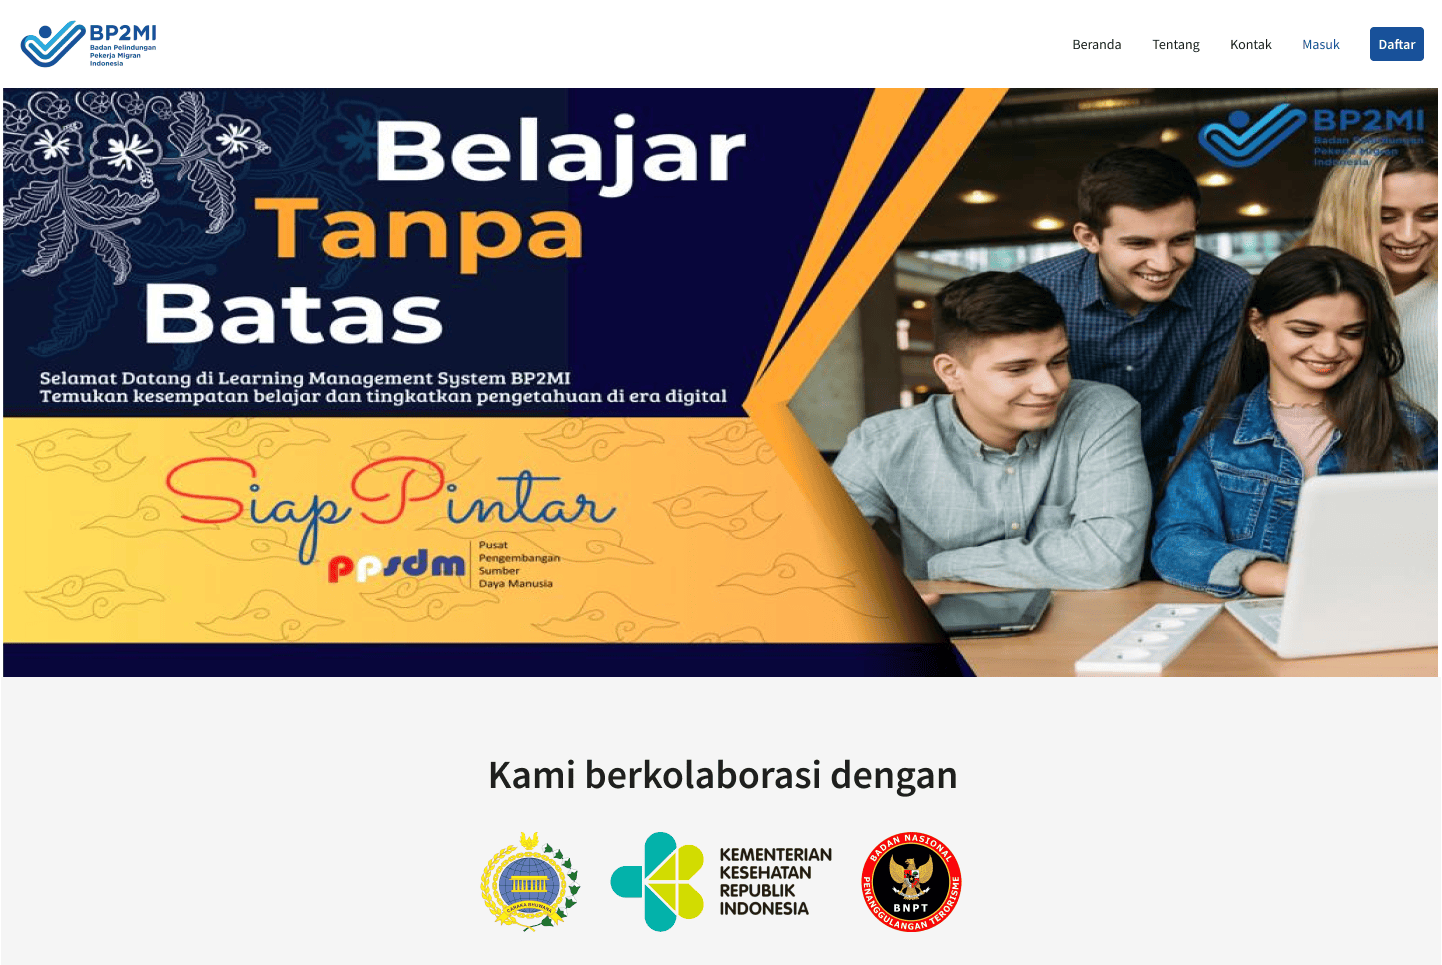 BP2MI
Badan Pelindungan
Pekerja Migran
Indonesia
Beranda
Tentang
Kontak
Masuk
Daftar
Belajar
Tanpa
Batas
BP2MI
Badan Pelindungan
Pekerja Migran
Indonesia
Selamat Datang di Learning Management System BP2MI
Temukan kesempatan belajar dan tingkatkan pengetahuan di era digital
Siap Pintar
ppsdm
Pusat
Pengembangan
Sumber
Daya Manusia
Kami berkolaborasi dengan
CARAKA BHUWANA
KEMENTERIAN
KESEHATAN
REPUBLIK
INDONESIA
BADAN NASIONAL
BNPT
PENANGGULANGAN TERORISME